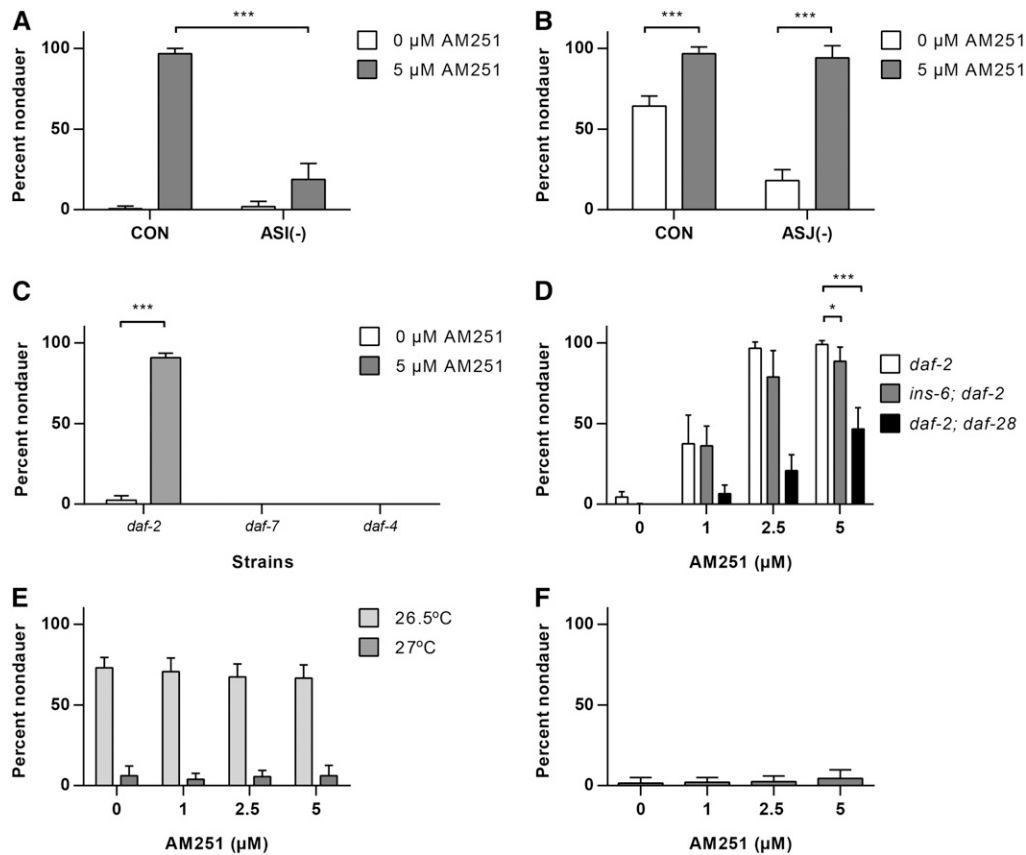 A
Percent nondauer
100
50
0
***
CON
ASI(-)
0 µM AM251
5 µM AM251
B
Percent nondauer
100
50
0
***
***
CON
ASJ(-)
0 µM AM251
5 µM AM251
C
Percent nondauer
100
50
0
***
daf-2
daf-7
daf-4
Strains
0 µM AM251
5 µM AM251
D
Percent nondauer
100
50
0
***
*
0
1
2.5
5
AM251 (µM)
daf-2
ins-6; daf-2
daf-2; daf-28
E
Percent nondauer
100
50
0
0
1
2.5
5
AM251 (µM)
26.5ºC
27ºC
F
Percent nondauer
100
50
0
0
1
2.5
5
AM251 (µM)